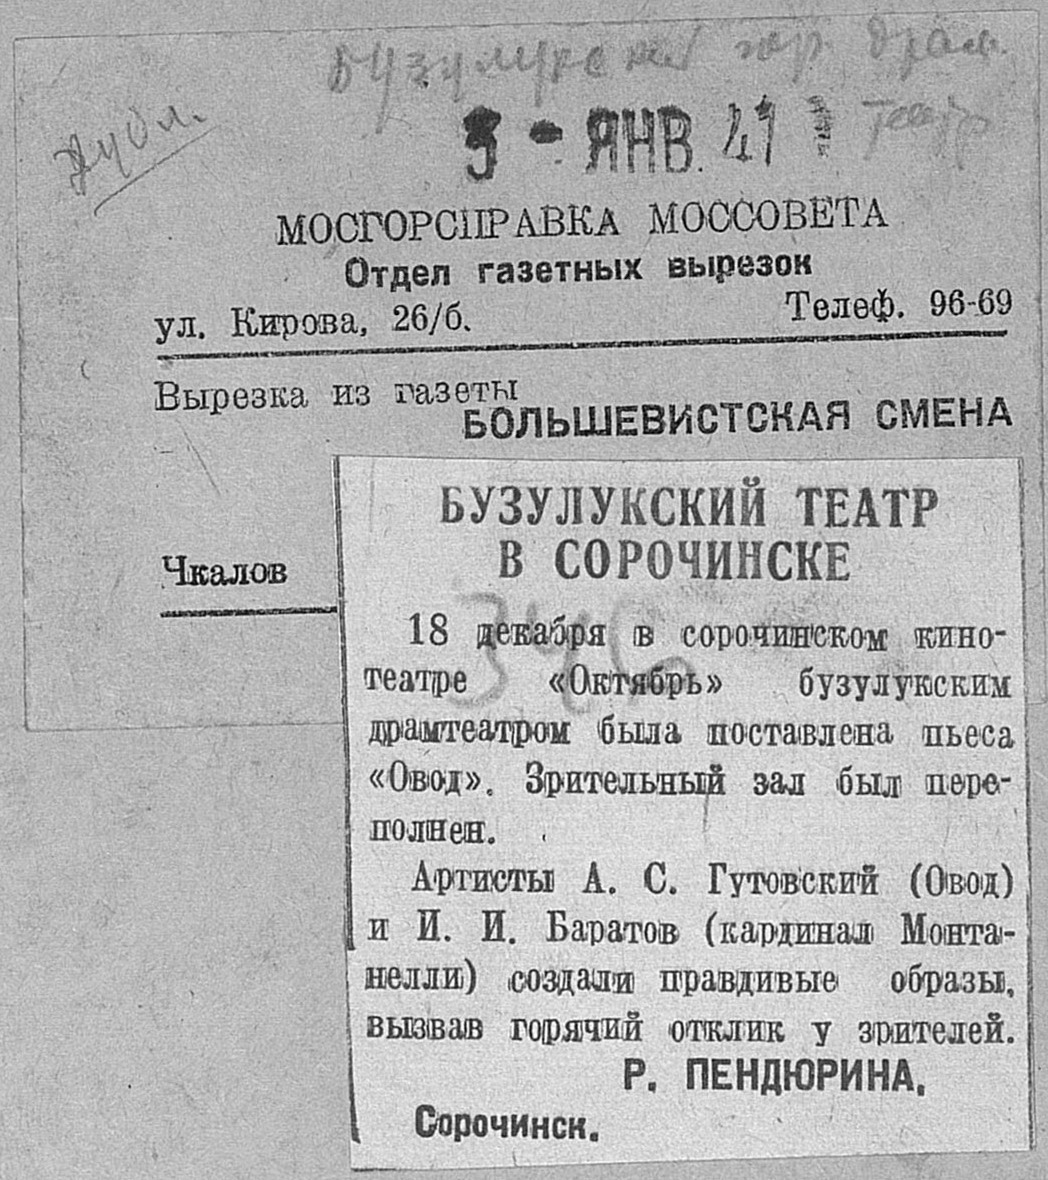 Бузулукский гор. драм.
театр
дубл.
5 - ЯНВ. 41
МОСГОРСПРАВКА МОССОВЕТА
Отдел газетных вырезок
ул. Кирова, 26/б.
Телеф. 96-69
Вырезка из газеты
БОЛЬШЕВИСТСКАЯ СМЕНА
Чкалов
БУЗУЛУКСКИЙ ТЕАТР
В СОРОЧИНСКЕ
18 декабря в сорочинском кино-
театре «Октябрь» бузулукским
драмтеатром была поставлена пьеса
«Овод». Зрительный зал был пере-
полнен.
Артисты А. С. Гутовский (Овод)
и И. И. Баратов (кардинал Монта-
нелли) создали правдивые образы,
вызвав горячий отклик у зрителей.
Р. ПЕНДЮРИНА.
Сорочинск.